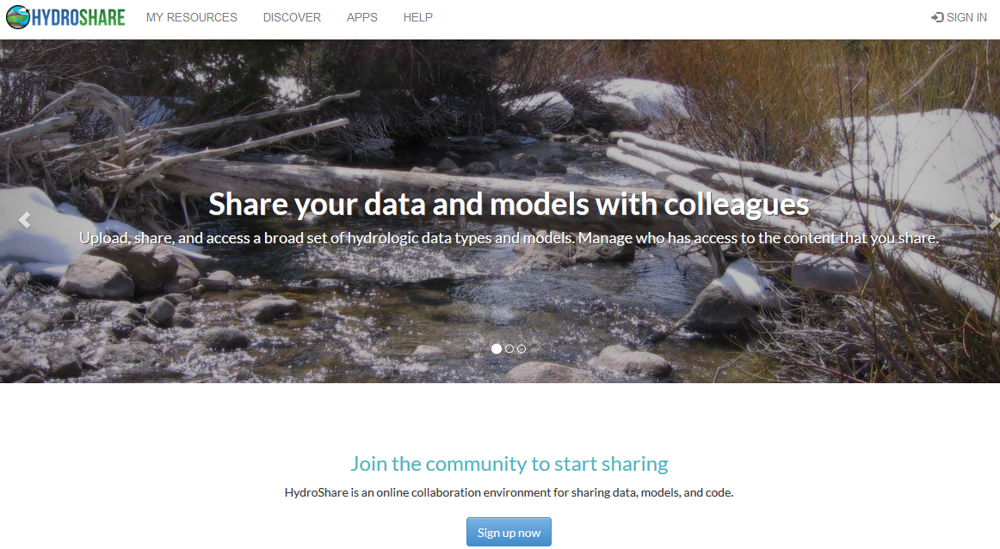 HYDROSHARE MY RESOURCES DISCOVER APPS HELP SIGN IN
Share your data and models with colleagues
Upload, share, and access a broad set of hydrologic data types and models. Manage who has access to the content that you share.
Join the community to start sharing
HydroShare is an online collaboration environment for sharing data, models, and code.
Sign up now